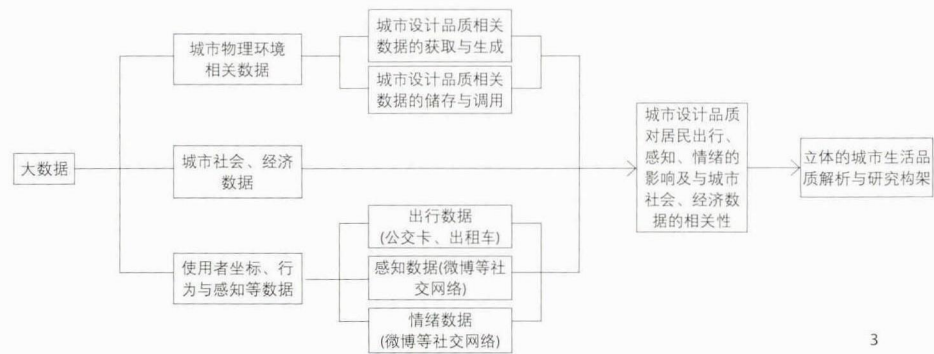 大数据
城市物理环境
相关数据
城市设计品质相关
数据的获取与生成
城市设计品质相关
数据的储存与调用
城市社会、经济
数据
使用者坐标、行
为与感知等数据
出行数据
(公交卡、出租车)
感知数据(微博等社
交网络)
情绪数据
(微博等社交网络)
城市设计品质
对居民出行、
感知、情绪的
影响及与城市
社会、经济数
据的相关性
立体的城市生活品
质解析与研究构架
3